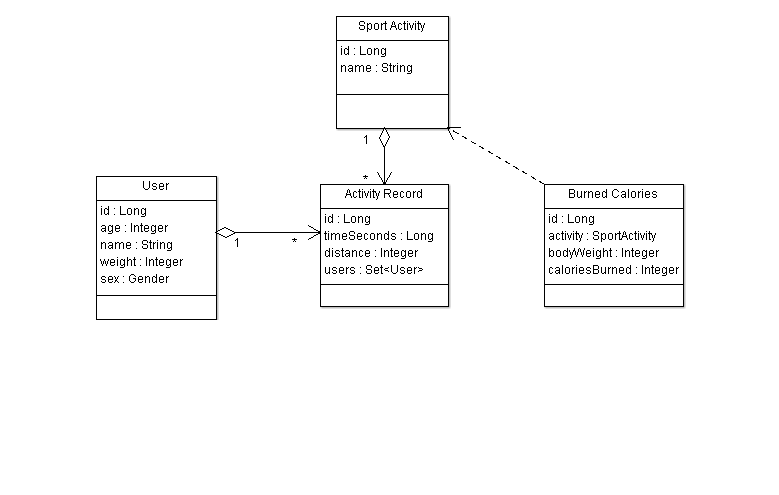 Sport Activity
id : Long
name : String
1
*
User
id : Long
age : Integer
name : String
weight : Integer
sex : Gender
1
*
Activity Record
id : Long
timeSeconds : Long
distance : Integer
users : Set<User>
Burned Calories
id : Long
activity : SportActivity
bodyWeight : Integer
caloriesBurned : Integer